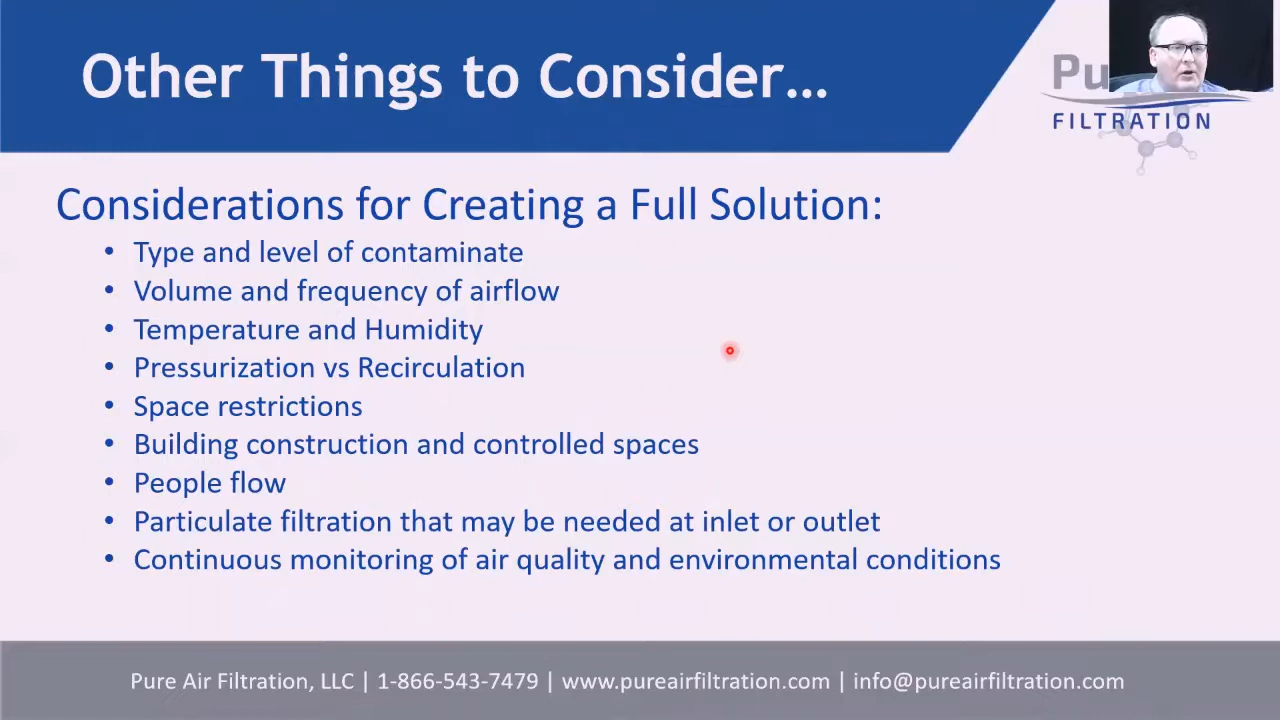 Other Things to Consider...
Pu
FILTRATION
Considerations for Creating a Full Solution:
• Type and level of contaminate
• Volume and frequency of airflow
• Temperature and Humidity
• Pressurization vs Recirculation
• Space restrictions
• Building construction and controlled spaces
• People flow
• Particulate filtration that may be needed at inlet or outlet
• Continuous monitoring of air quality and environmental conditions
Pure Air Filtration, LLC | 1-866-543-7479 | www.pureairfiltration.com | info@pureairfiltration.com